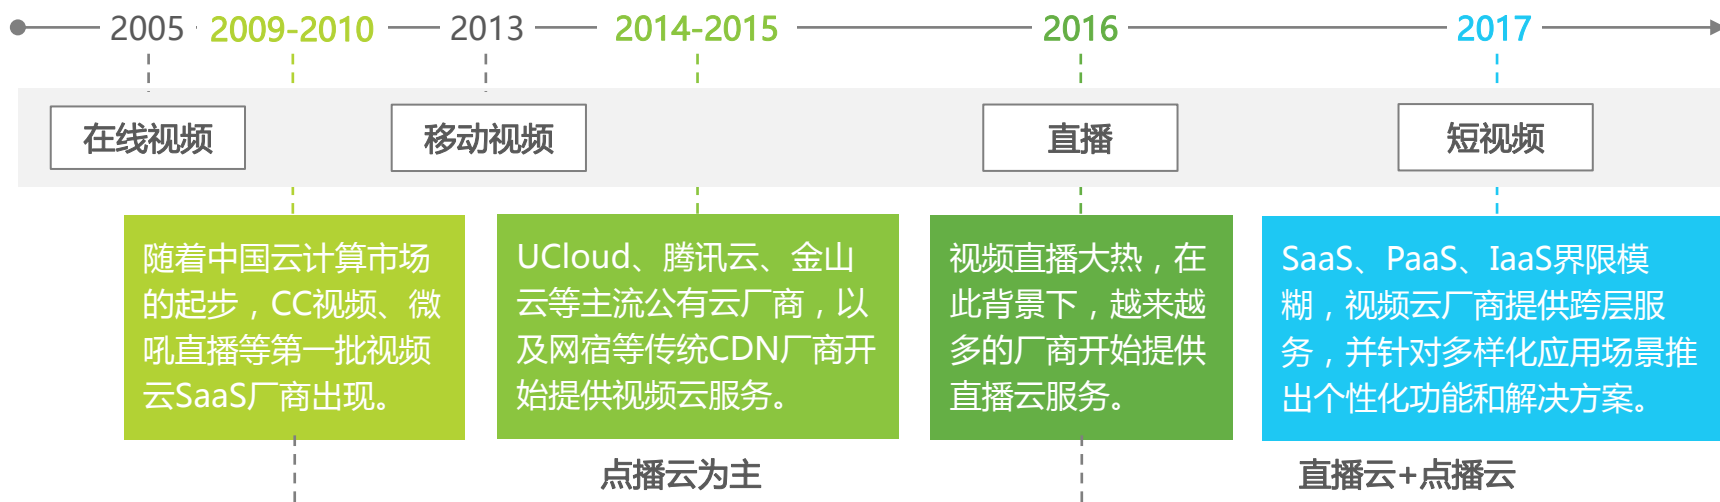 2005 2009-2010 2013 2014-2015 2016 2017
在线视频 移动视频 直播 短视频
随着中国云计算市场
的起步，CC视频、微
吼直播等第一批视频
云SaaS厂商出现。
UCloud、腾讯云、金山
云等主流公有云厂商，以
及网宿等传统CDN厂商开
始提供视频云服务。
视频直播大热，在
此背景下，越来越
多的厂商开始提供
直播云服务。
SaaS、PaaS、IaaS界限模
糊，视频云厂商提供跨层服
务，并针对多样化应用场景推
出个性化功能和解决方案。
点播云为主 直播云+点播云